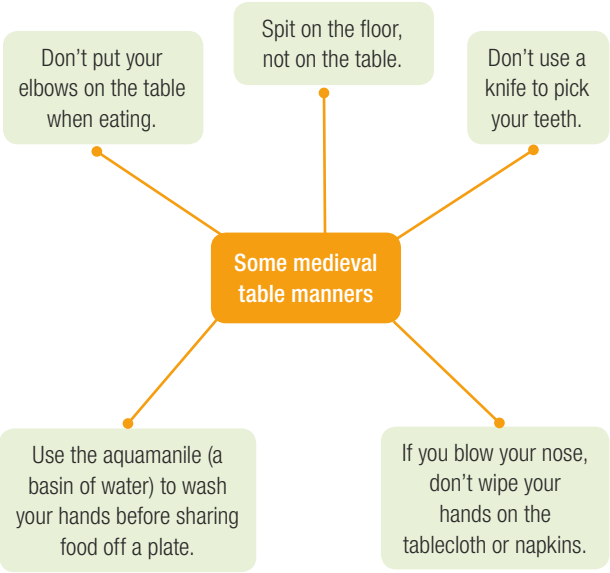 Don’t put your
elbows on the table
when eating.
Spit on the floor,
not on the table.
Don’t use a
knife to pick
your teeth.
Some medieval
table manners
Use the aquamanile (a
basin of water) to wash
your hands before sharing
food off a plate.
If you blow your nose,
don’t wipe your
hands on the
tablecloth or napkins.